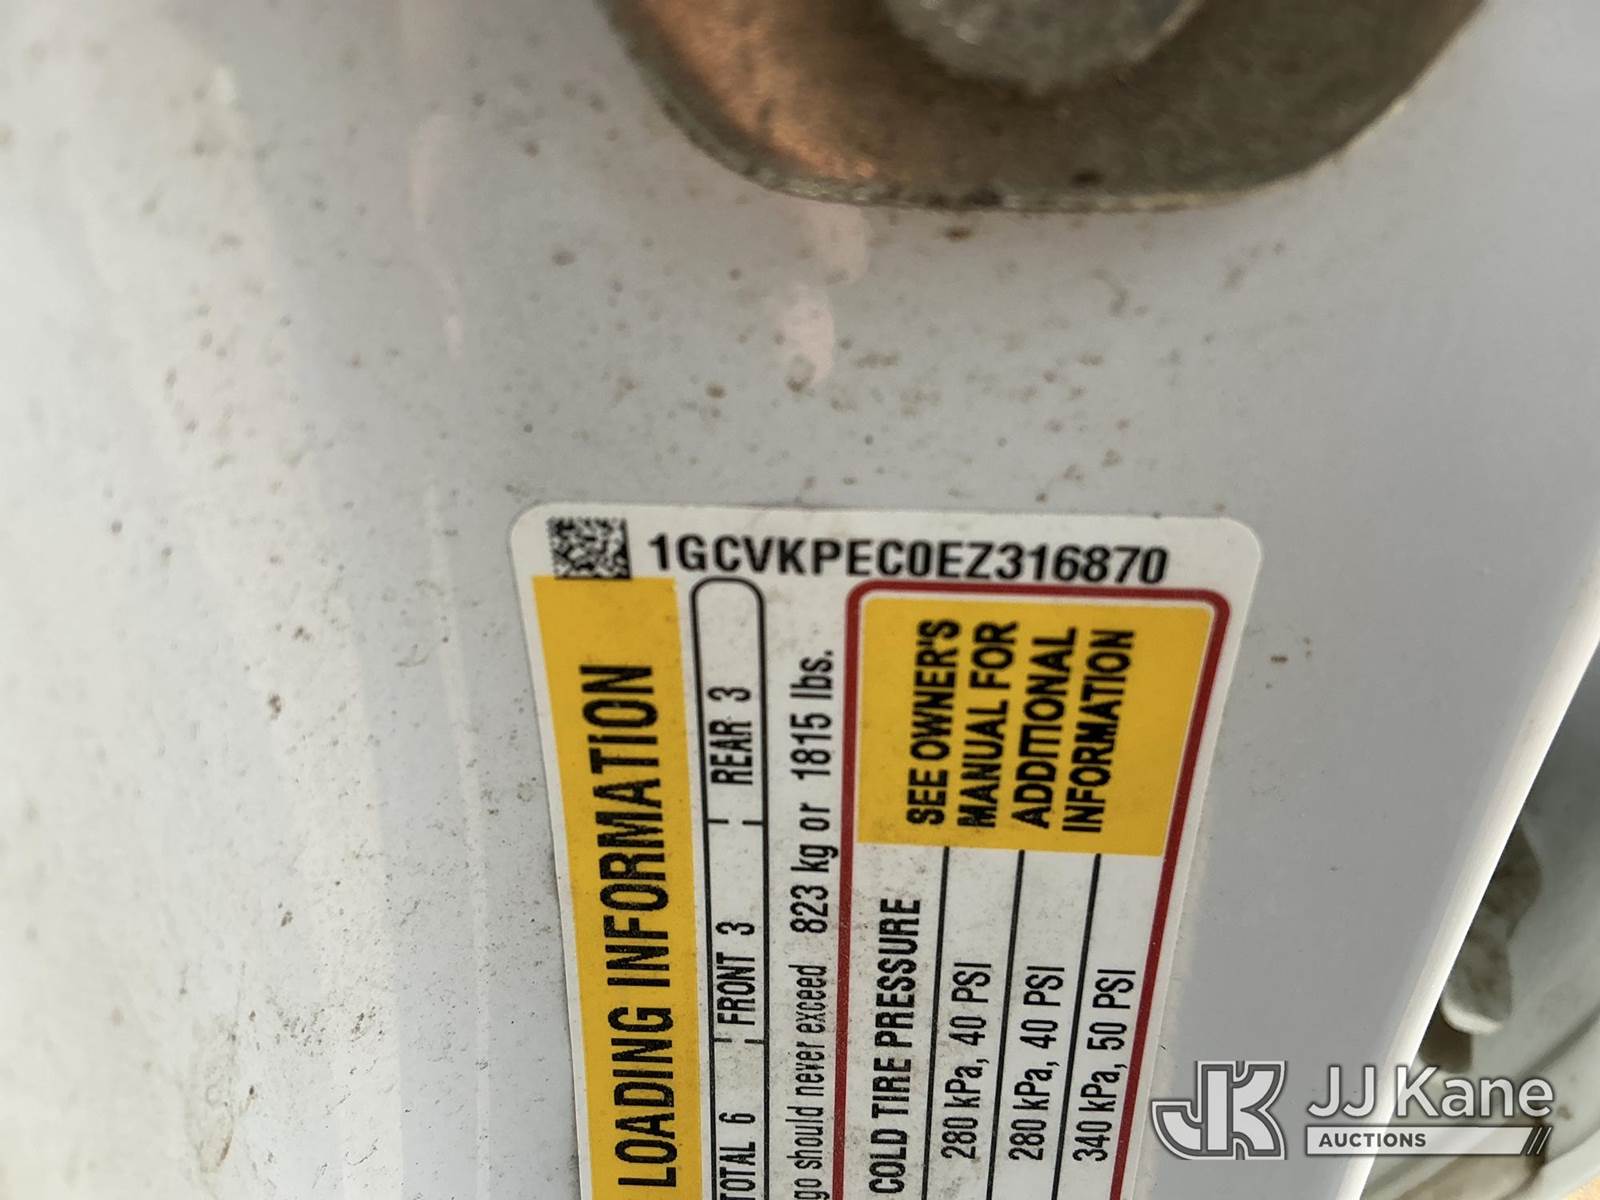 1GCVKPEC0EZ316870
LOADING INFORMATION
TOTAL 6 FRONT 3 REAR 3
go should never exceed 823 kg or 1815 lbs.
COLD TIRE PRESSURE
280 kPa, 40 PSI
280 kPa, 40 PSI
340 kPa, 50 PSI
SEE OWNER'S
MANUAL FOR
ADDITIONAL
INFORMATION
JK
JJ Kane
AUCTIONS